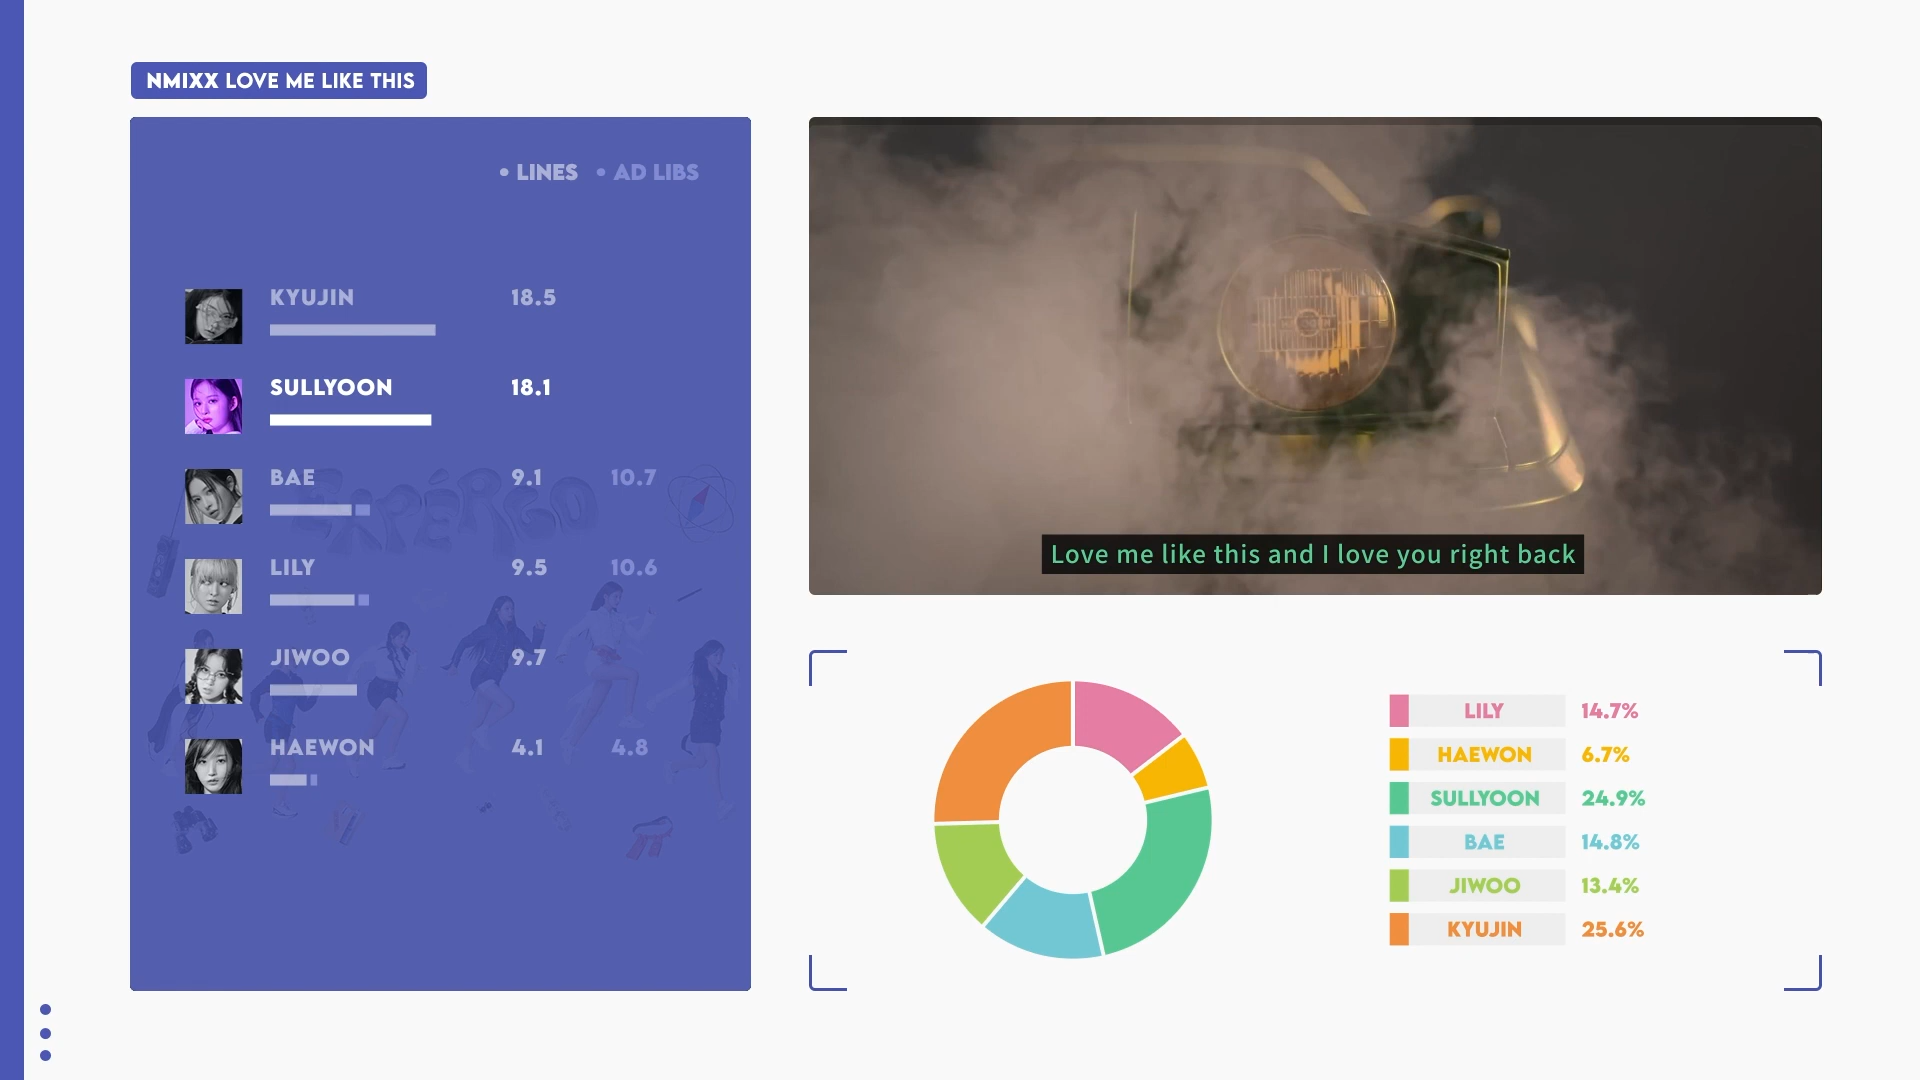 NMIXX LOVE ME LIKE THIS
• LINES • AD LIBS
KYUJIN 18.5
SULLYOON 18.1
BAE 9.1 10.7
LILY 9.5 10.6
JIWOO 9.7
HAEWON 4.1 4.8
EXPÉRGO
Love me like this and I love you right back
LILY 14.7%
HAEWON 6.7%
SULLYOON 24.9%
BAE 14.8%
JIWOO 13.4%
KYUJIN 25.6%